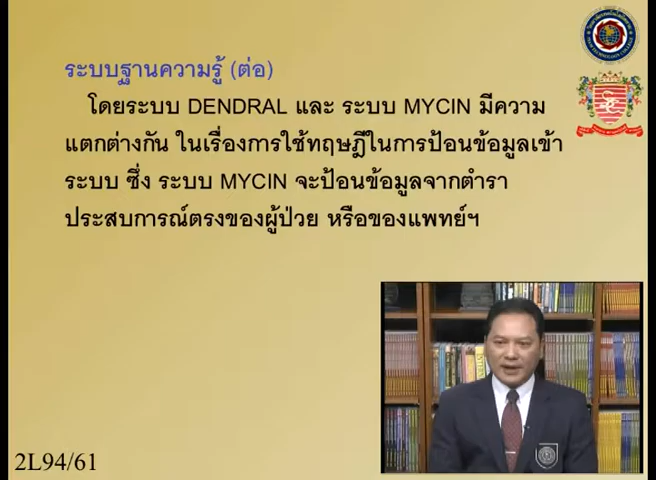 ระบบฐานความรู้ (ต่อ)
โดยระบบ DENDRAL และ ระบบ MYCIN มีความ
แตกต่างกัน ในเรื่องการใช้ทฤษฎีในการป้อนข้อมูลเข้า
ระบบ ซึ่ง ระบบ MYCIN จะป้อนข้อมูลจากตำรา
ประสบการณ์ตรงของผู้ป่วย หรือของแพทย์ฯ
2L94/61